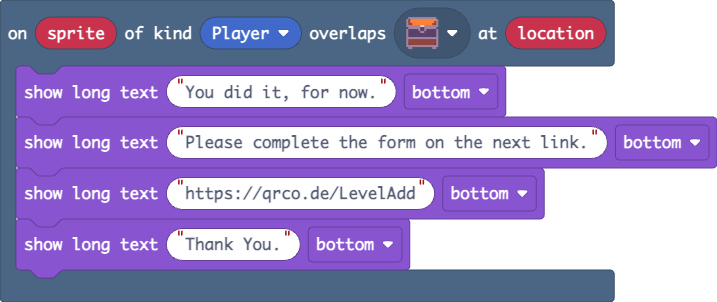 on sprite of kind Player overlaps at location
show long text "You did it, for now." bottom
show long text "Please complete the form on the next link." bottom
show long text "https://qrco.de/LevelAdd" bottom
show long text "Thank You." bottom